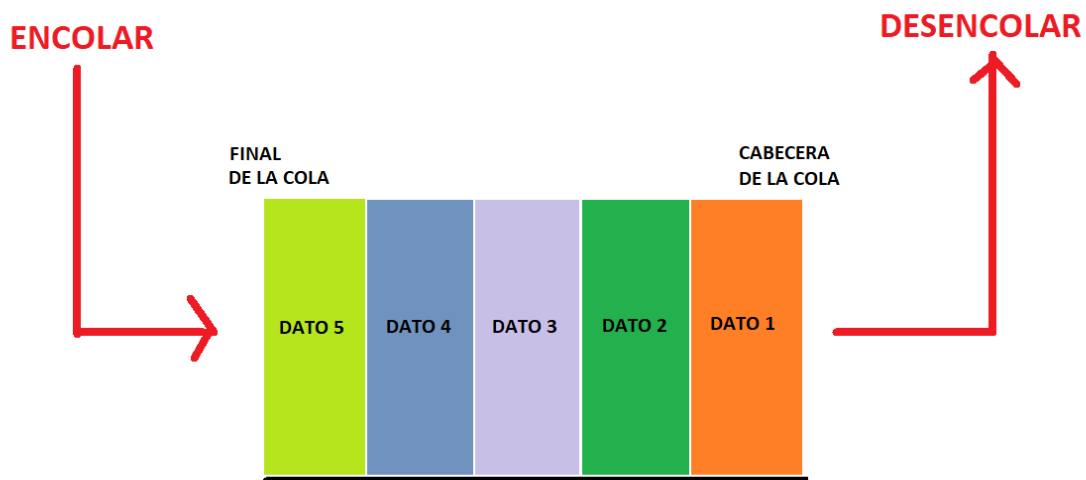 ENCOLAR
DESENCOLAR
FINAL
DE LA COLA
CABECERA
DE LA COLA
DATO 5
DATO 4
DATO 3
DATO 2
DATO 1